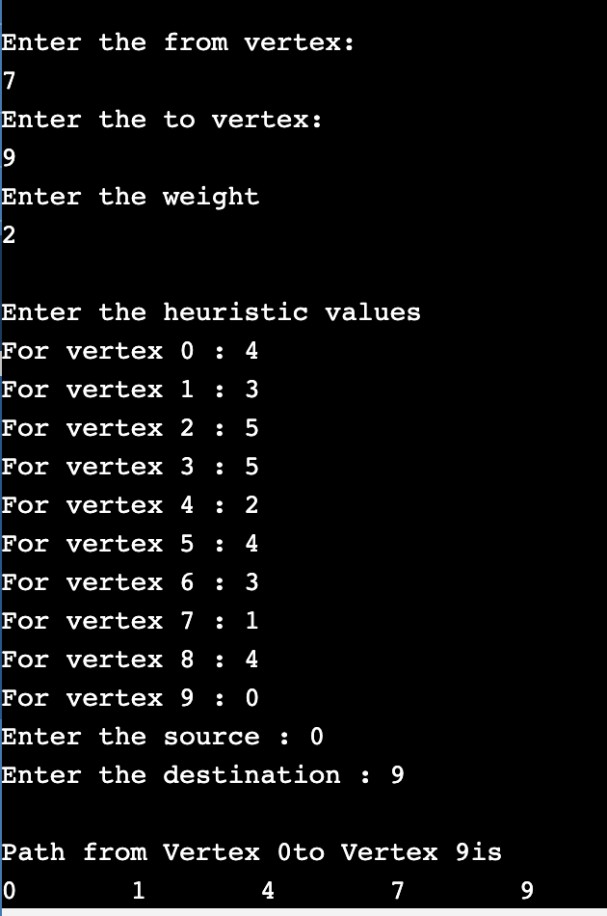 Enter the from vertex:
7
Enter the to vertex:
9
Enter the weight
2
Enter the heuristic values
For vertex 0 : 4
For vertex 1 : 3
For vertex 2 : 5
For vertex 3 : 5
For vertex 4 : 2
For vertex 5 : 4
For vertex 6 : 3
For vertex 7 : 1
For vertex 8 : 4
For vertex 9 : 0
Enter the source : 0
Enter the destination : 9
Path from Vertex 0to Vertex 9is
0 1 4 7 9